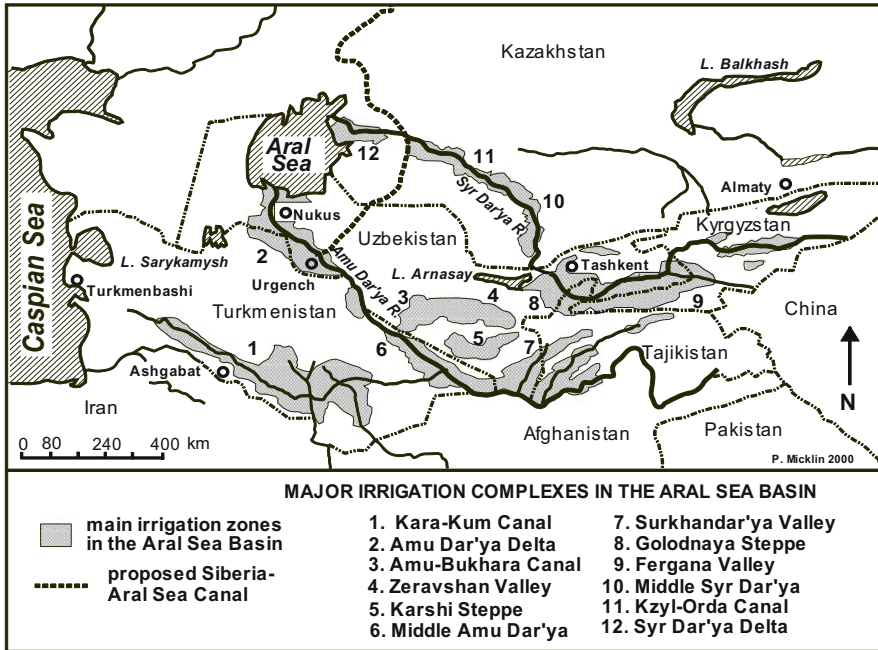 Kazakhstan
L. Balkhash
Aral
Sea
12
11
10
Syr Dar'ya R.
Almaty
Nukus
Kyrgyzstan
Caspian Sea
L. Sarykamysh
2
Urgench
Uzbekistan
Amu Dar'ya R.
L. Arnasay
Tashkent
Turkmenbashi
Turkmenistan
3
4
8
9
China
5
6
7
1
Ashgabat
Tajikistan
Iran
N
Afghanistan
Pakistan
0 80 240 400 km
P. Micklin 2000
MAJOR IRRIGATION COMPLEXES IN THE ARAL SEA BASIN
main irrigation zones
in the Aral Sea Basin
proposed Siberia-
Aral Sea Canal
1. Kara-Kum Canal
2. Amu Dar'ya Delta
3. Amu-Bukhara Canal
4. Zeravshan Valley
5. Karshi Steppe
6. Middle Amu Dar'ya
7. Surkhandar'ya Valley
8. Golodnaya Steppe
9. Fergana Valley
10. Middle Syr Dar'ya
11. Kzyl-Orda Canal
12. Syr Dar'ya Delta